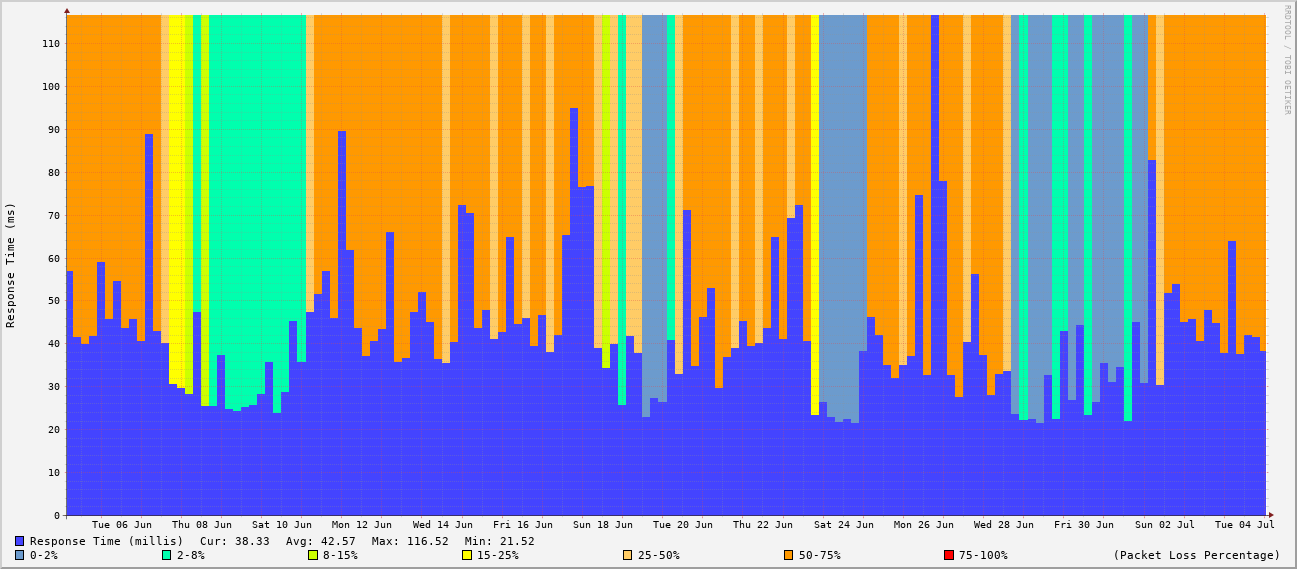 RRDTOOL / TOBI OETIKER
Response Time (ms)
110
100
90
80
70
60
50
40
30
20
10
0
Tue 06 Jun Thu 08 Jun Sat 10 Jun Mon 12 Jun Wed 14 Jun Fri 16 Jun Sun 18 Jun Tue 20 Jun Thu 22 Jun Sat 24 Jun Mon 26 Jun Wed 28 Jun Fri 30 Jun Sun 02 Jul Tue 04 Jul
Response Time (millis) Cur: 38.33 Avg: 42.57 Max: 116.52 Min: 21.52
0-2% 2-8% 8-15% 15-25% 25-50% 50-75% 75-100% (Packet Loss Percentage)